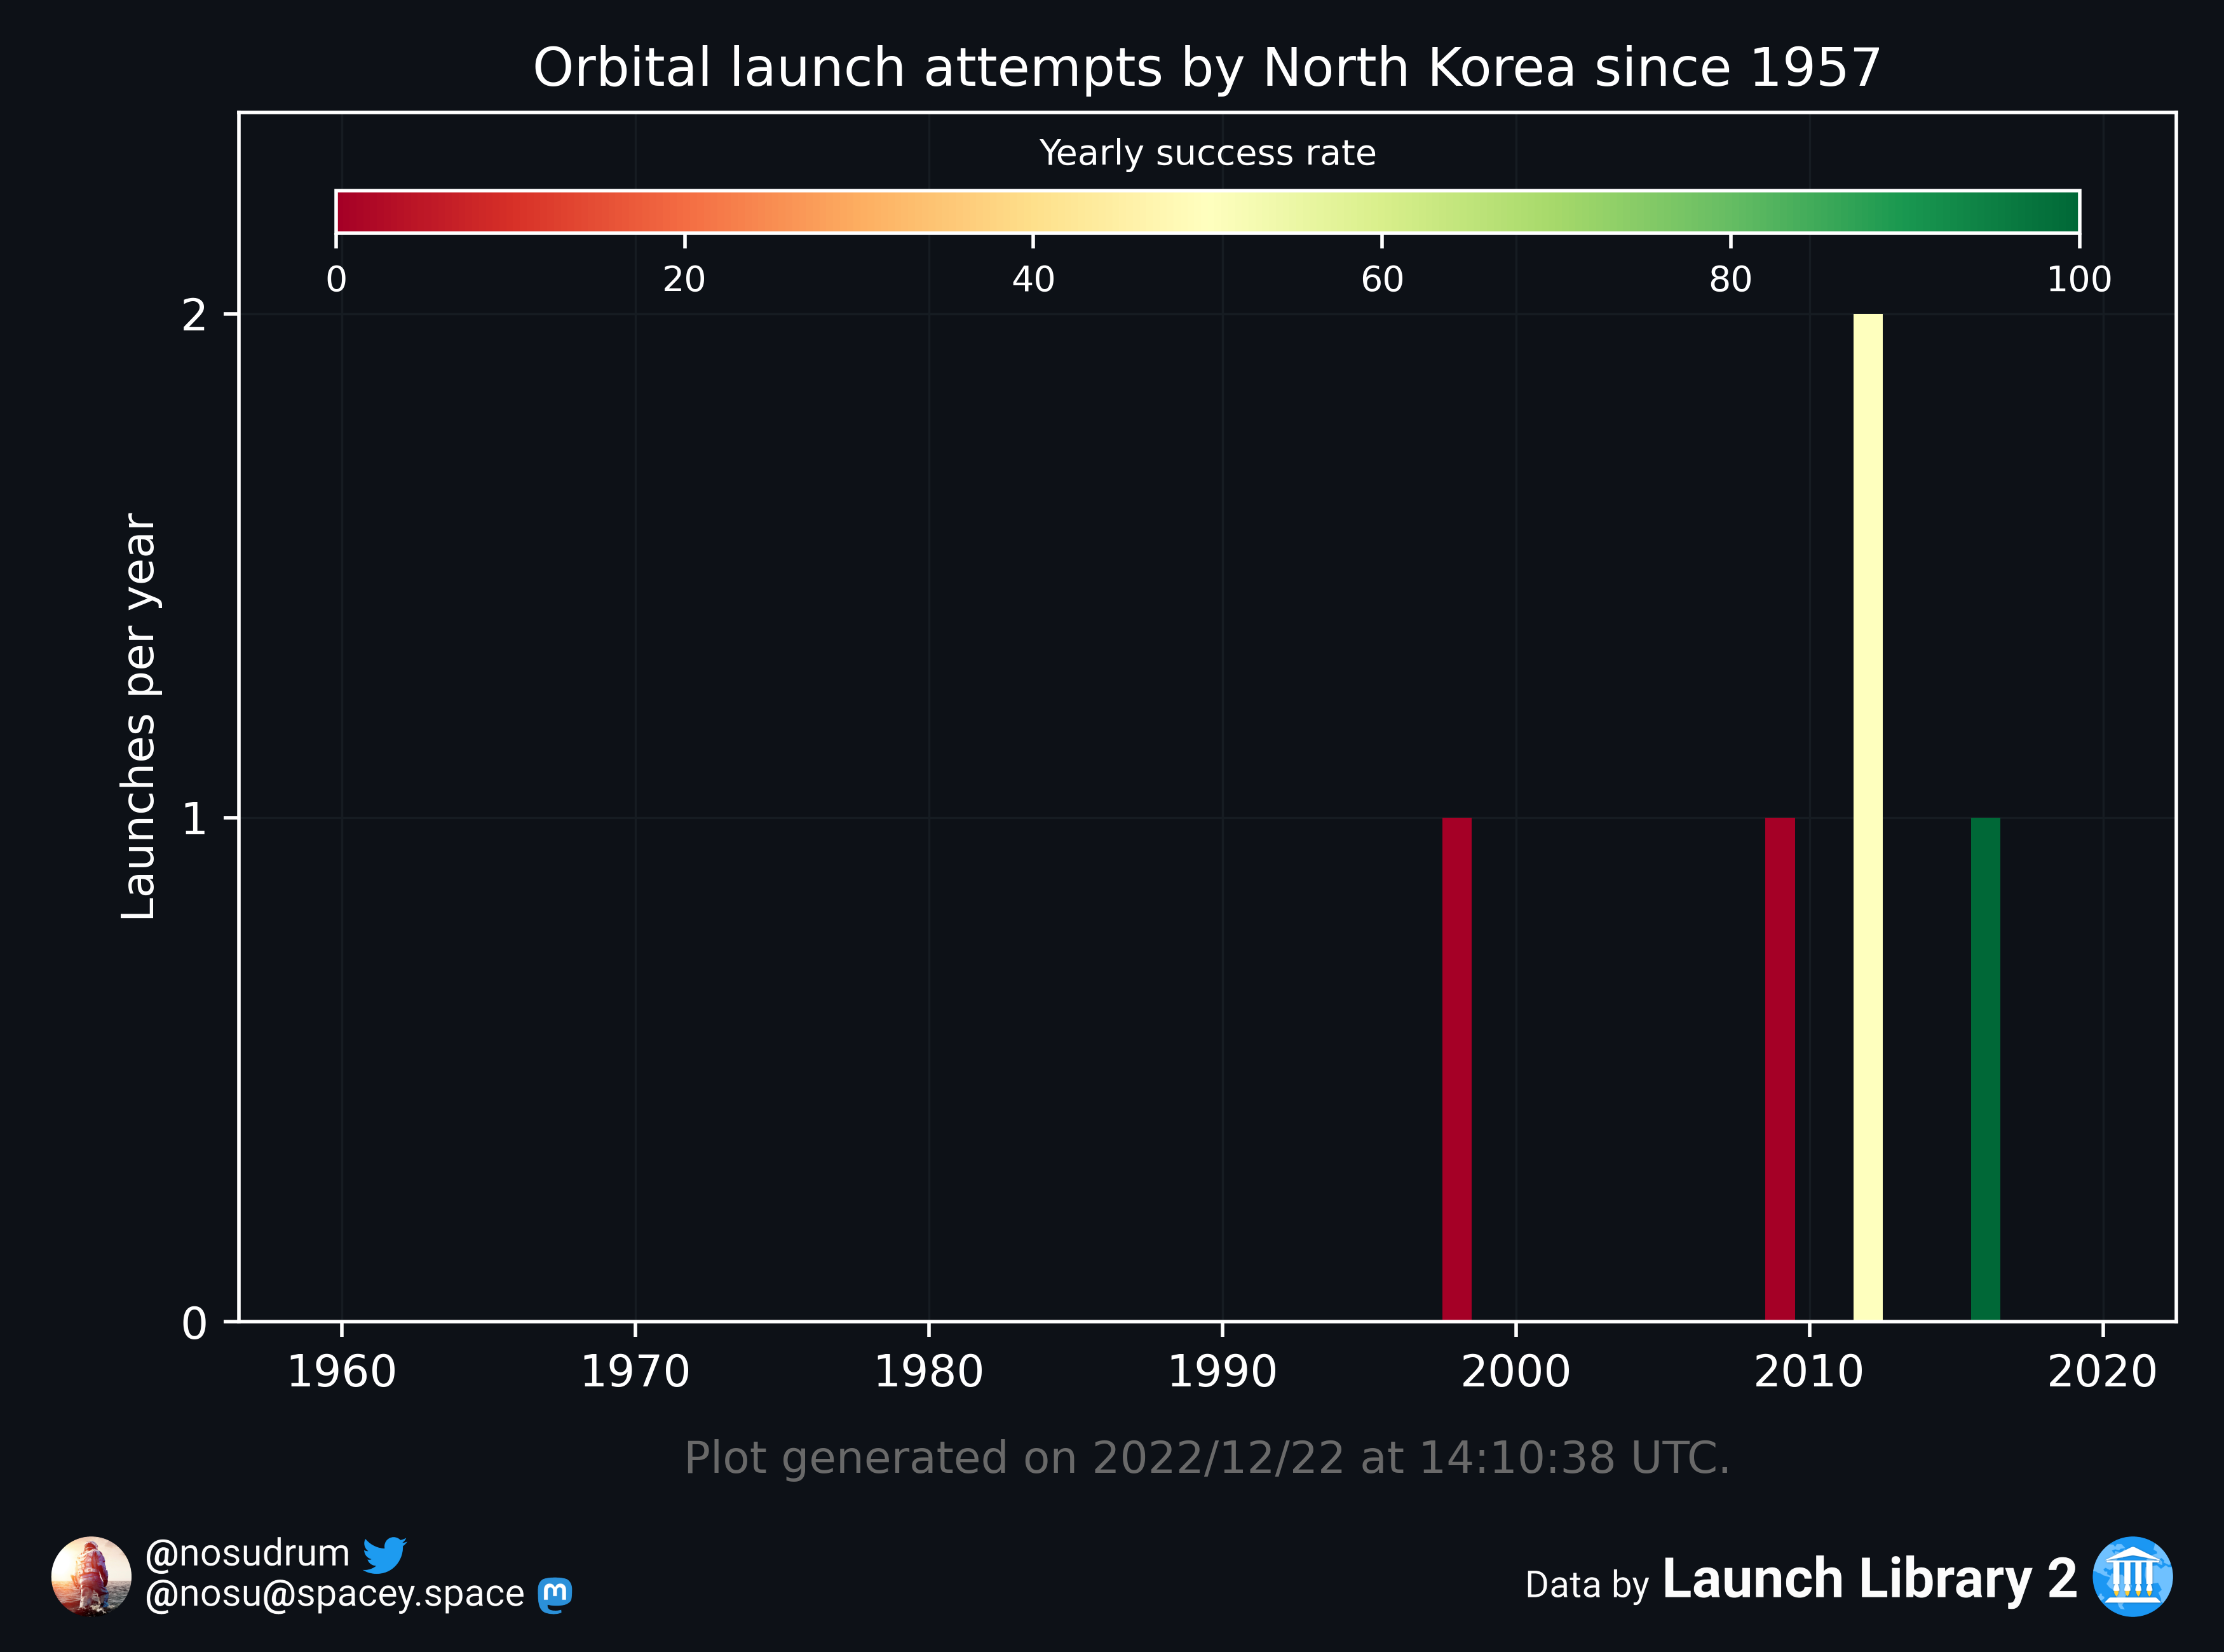 Orbital launch attempts by North Korea since 1957
Yearly success rate
0 20 40 60 80 100
2
1
0
Launches per year
1960 1970 1980 1990 2000 2010 2020
Plot generated on 2022/12/22 at 14:10:38 UTC.
@nosudrum
@nosu@spacey.space
Data by Launch Library 2